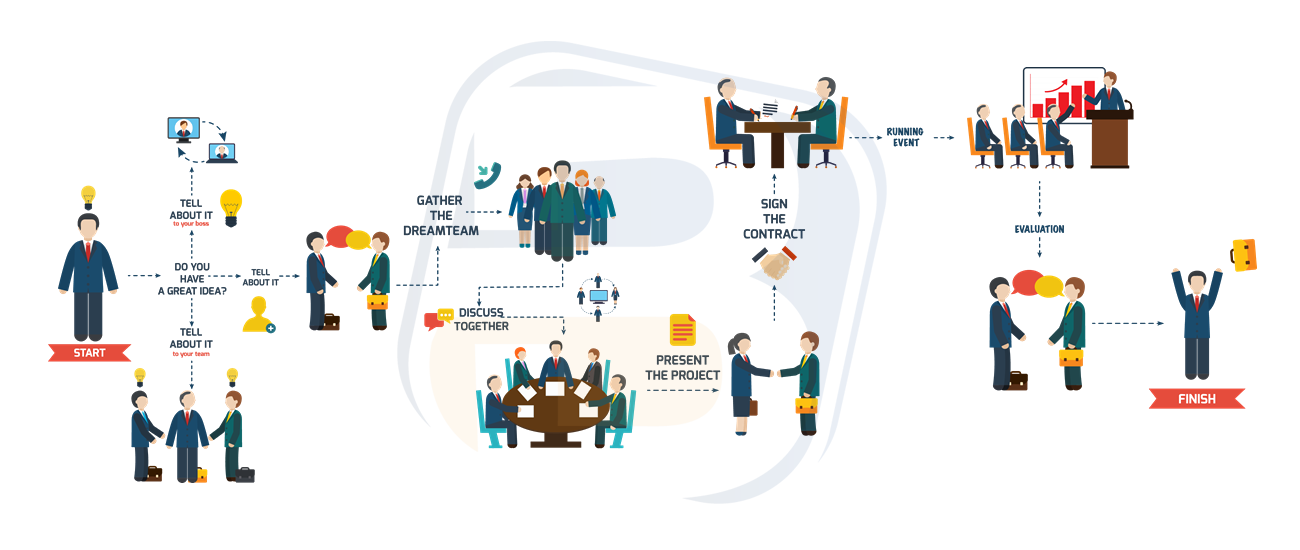 START
DO YOU
HAVE
A GREAT IDEA?
TELL
ABOUT IT
to your boss
TELL
ABOUT IT
to your team
TELL
ABOUT IT
GATHER
THE
DREAMTEAM
DISCUSS
TOGETHER
PRESENT
THE PROJECT
SIGN
THE
CONTRACT
RUNNING
EVENT
EVALUATION
FINISH